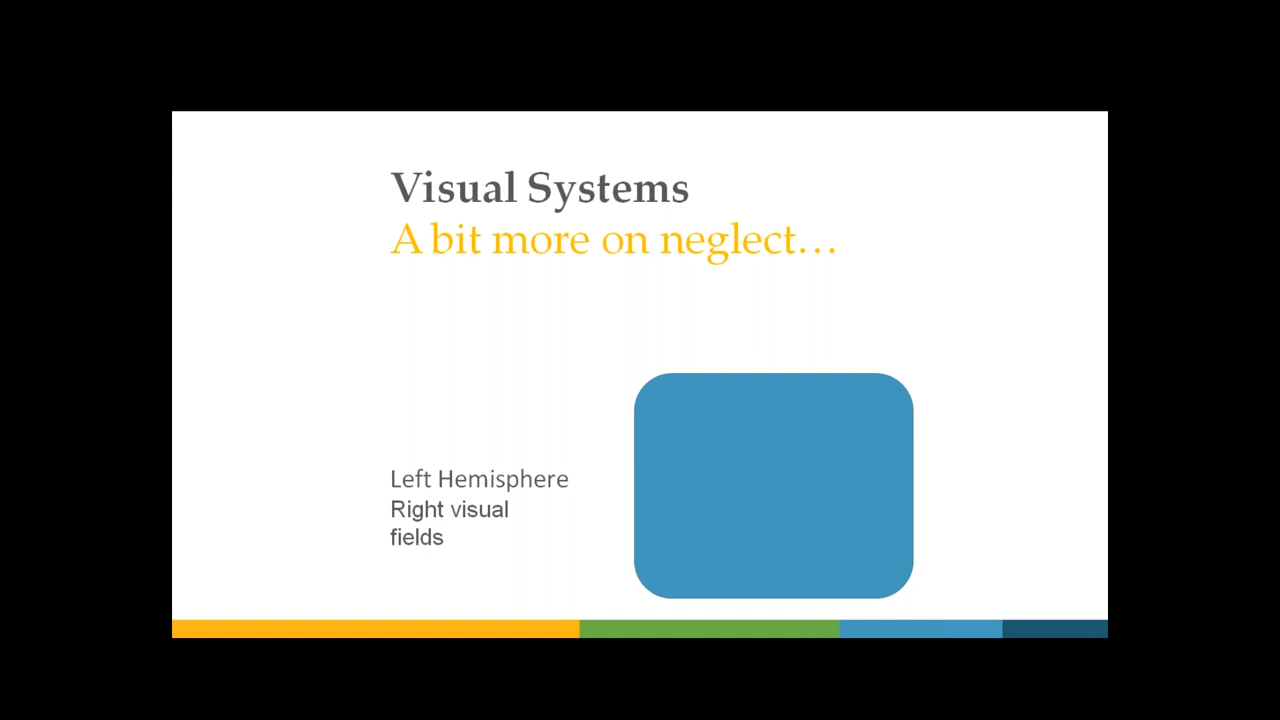 Visual Systems
A bit more on neglect…
Left Hemisphere
Right visual
fields